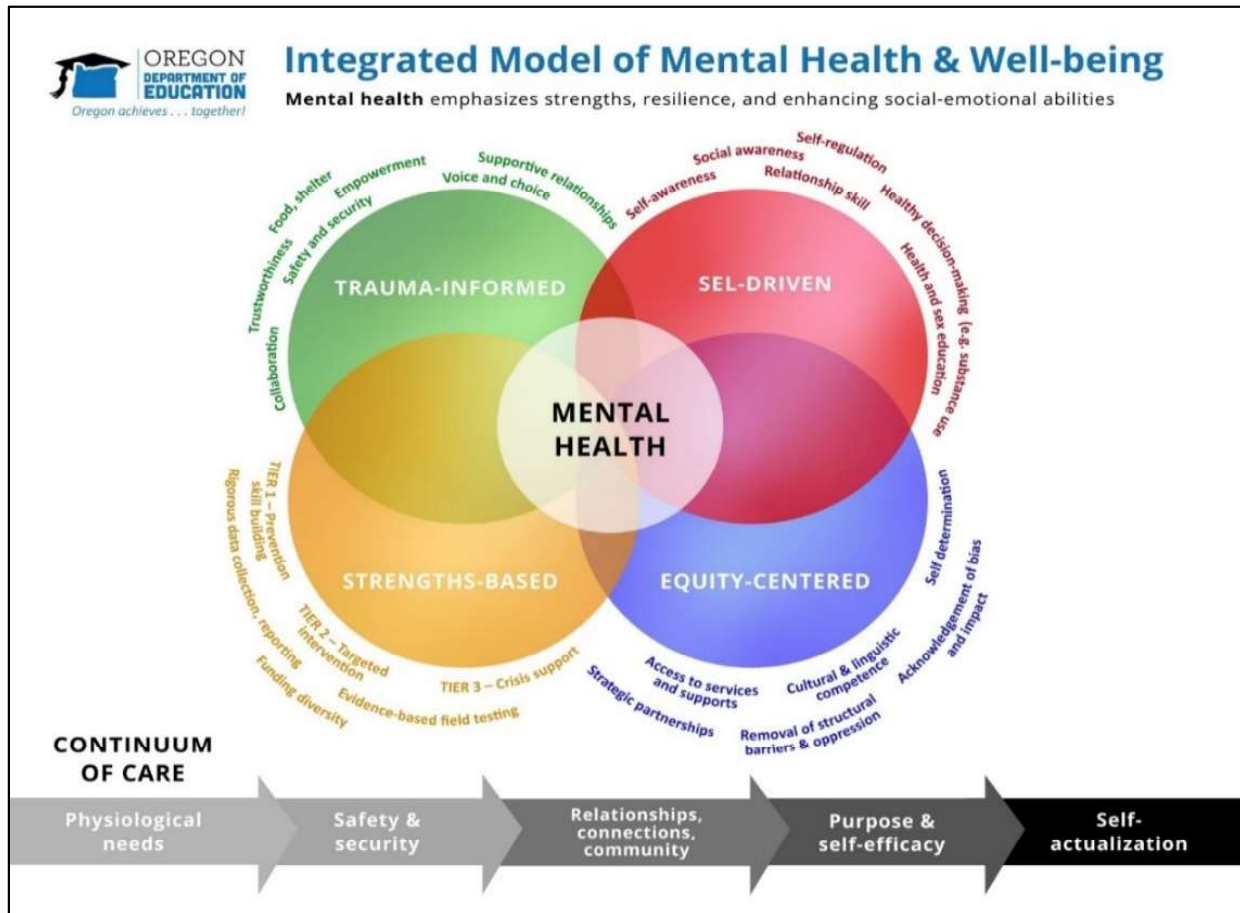 OREGON
DEPARTMENT OF
EDUCATION
Oregon achieves . . . together!
Integrated Model of Mental Health & Well-being
Mental health emphasizes strengths, resilience, and enhancing social-emotional abilities
Collaboration
Trustworthiness
Safety and security
Food, shelter
Empowerment
Voice and choice
Supportive relationships
Self-awareness
Social awareness
Self-regulation
Relationship skill
Healthy decision-making (e.g. substance use
Health and sex education
TRAUMA-INFORMED
SEL-DRIVEN
MENTAL
HEALTH
STRENGTHS-BASED
EQUITY-CENTERED
TIER 1 – Prevention
skill building
Rigorous data collection, reporting
TIER 2 – Targeted
intervention
Funding diversity
Evidence-based field testing
TIER 3 – Crisis support
Strategic partnerships
Access to services
and supports
Removal of structural
barriers & oppression
Cultural & linguistic
competence
Acknowledgement of bias
and impact
Self determination
CONTINUUM
OF CARE
Physiological
needs
Safety &
security
Relationships,
connections,
community
Purpose &
self-efficacy
Self-
actualization